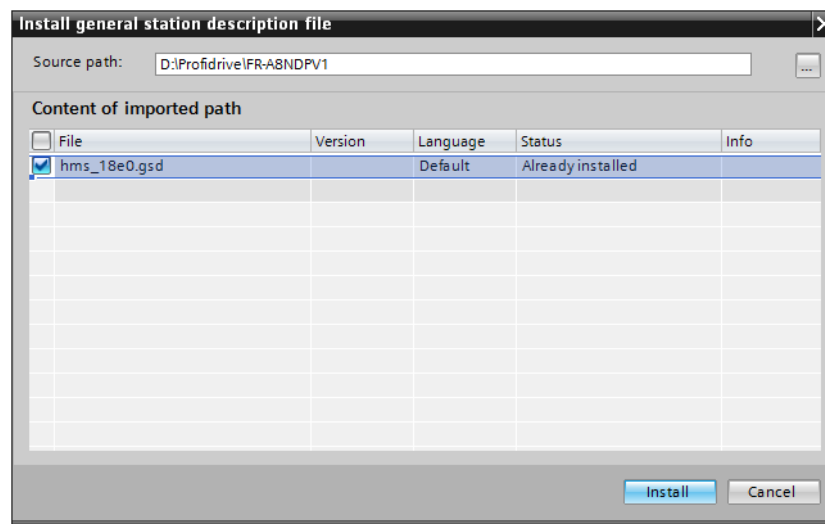 Install general station description file
Source path: D:\Profidrive\FR-A8NDPV1 ...
Content of imported path
File Version Language Status Info
hms_18e0.gsd Default Already installed
Install Cancel